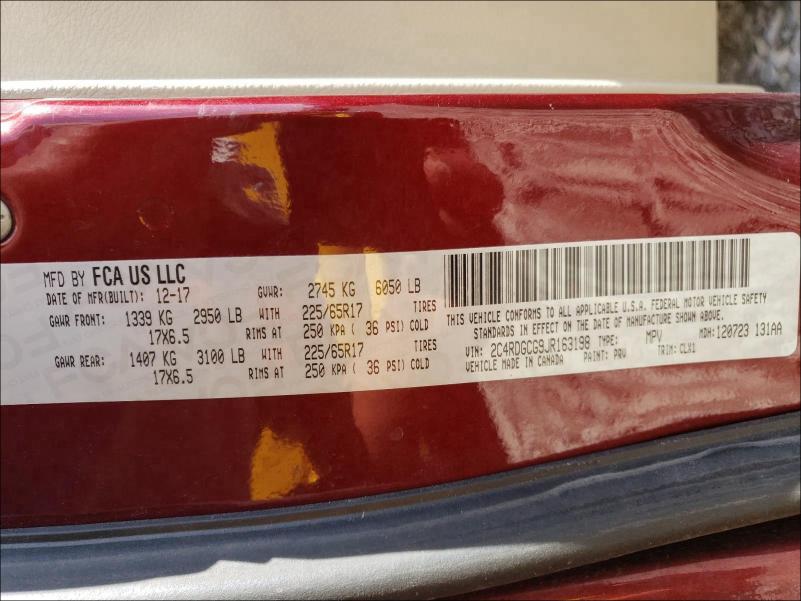 MFD BY FCA US LLC
DATE OF MFR(BUILT): 12-17 GVWR: 2745 KG 6050 LB
GAWR FRONT: 1339 KG 2950 LB WITH 225/65R17 TIRES
17X6.5 RIMS AT 250 KPA ( 36 PSI) COLD
GAWR REAR: 1407 KG 3100 LB WITH 225/65R17 TIRES
17X6.5 RIMS AT 250 KPA ( 36 PSI) COLD
THIS VEHICLE CONFORMS TO ALL APPLICABLE U.S.A. FEDERAL MOTOR VEHICLE SAFETY
STANDARDS IN EFFECT ON THE DATE OF MANUFACTURE SHOWN ABOVE.
VIN: 2C4RDGCG9JR163198 TYPE: MPV MDH: 120723 131AA
VEHICLE MADE IN CANADA PAINT: PRV TRIM: CLX1